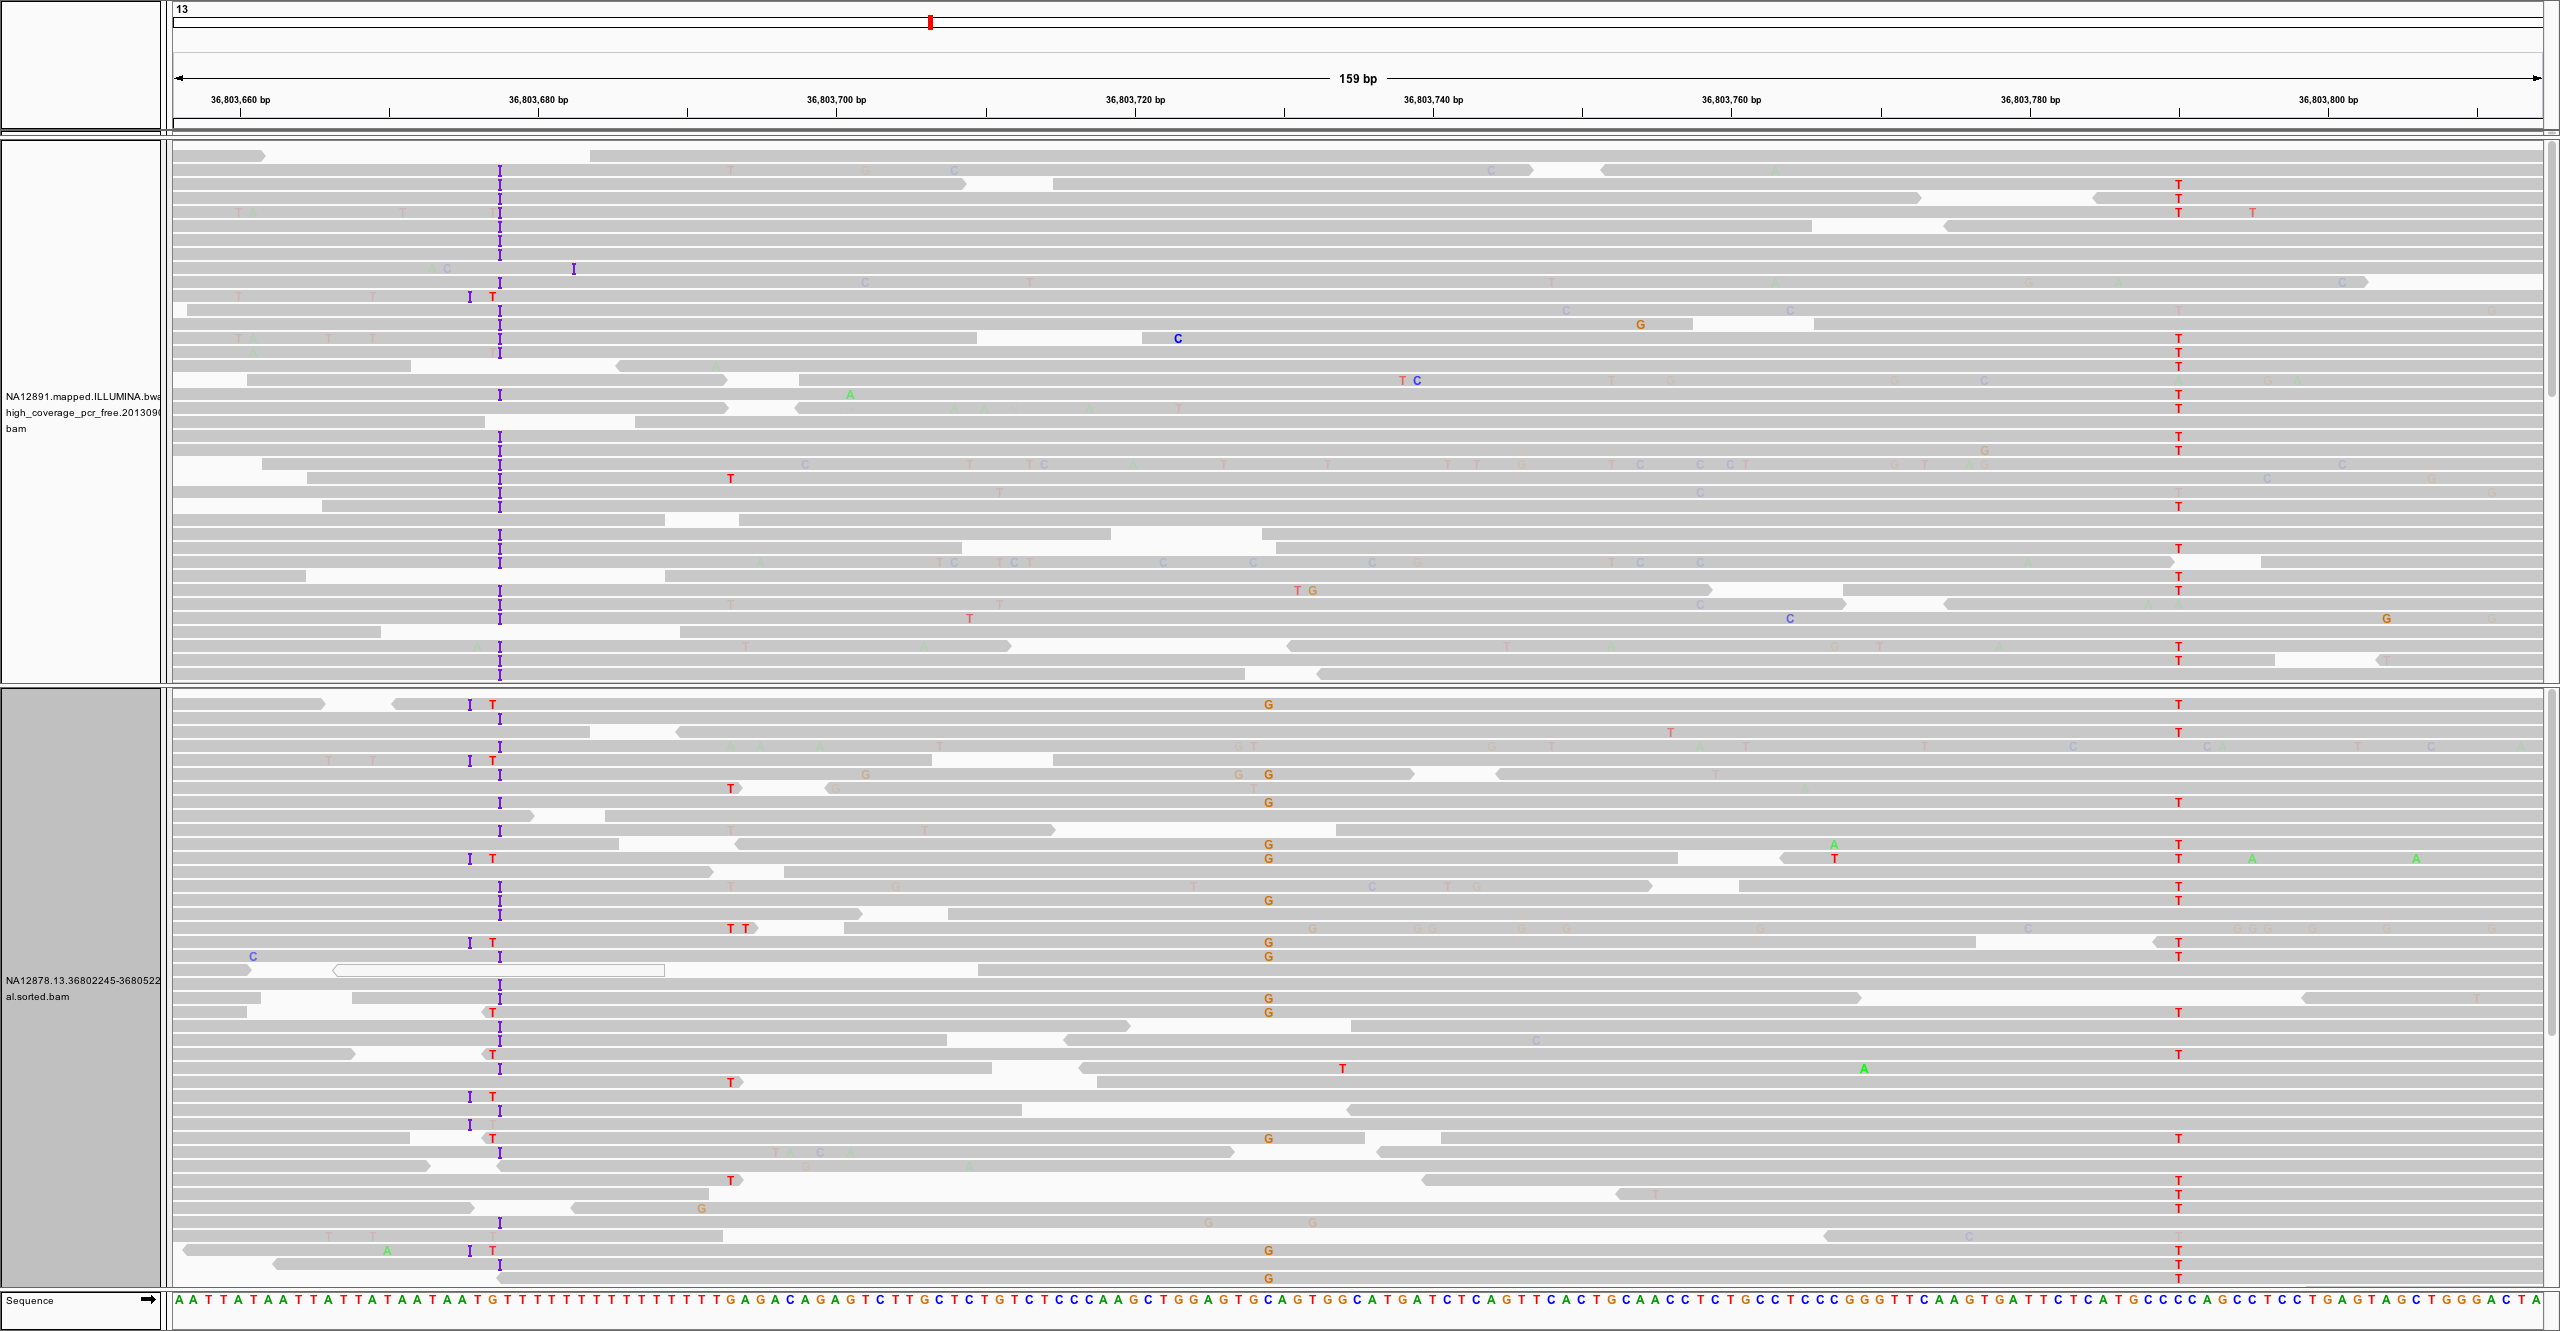 13
159 bp
36,803,660 bp 36,803,680 bp 36,803,700 bp 36,803,720 bp 36,803,740 bp 36,803,760 bp 36,803,780 bp 36,803,800 bp
T
T
T T
T
G
C T
T
T
T C
A T
T
T
T
T
T
T
T
T G T
T C G
T
T
NA12891.mapped.ILLUMINA.bwa
high_coverage_pcr_free.2013090
bam
T G T
T T
T
G G
T
G T
G A T
T G T T A A
T
G T
T T
T G T
C G T
G
T G T
T T
T A
T
T
T G T
T T
T
G T
A T G T
T
G T
NA12878.13.36802245-3680522
al.sorted.bam
Sequence
A A T T A T A A T T A T T A T A A T A A T G T T T T T T T T T T T T T T T G A G A C A G A G T C T T G C T C T G T C T C C C A A G C T G G A G T G C A G T G G C A T G A T C T C A G T T C A C T G C A A C C T C T G C C T C C C G G G T T C A A G T G A T T C T C A T G C C C C A G C C T C C T G A G T A G C T G G G A C T A